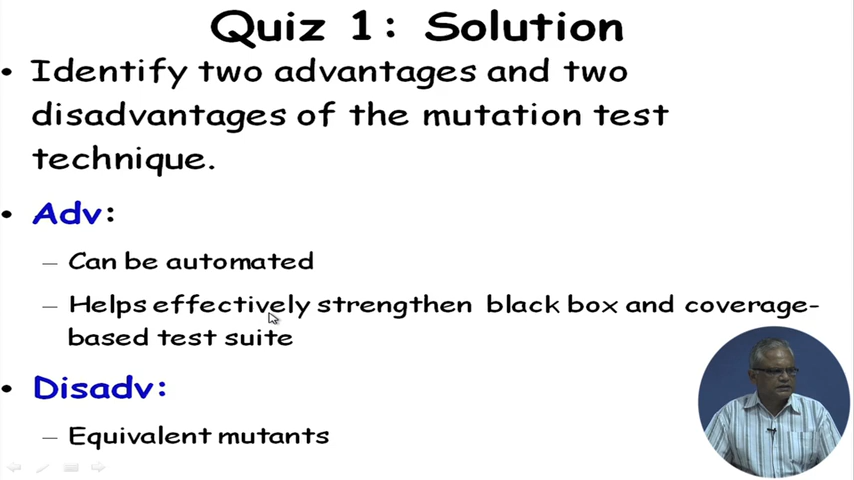 Quiz 1: Solution
• Identify two advantages and two
disadvantages of the mutation test
technique.
• Adv:
– Can be automated
– Helps effectively strengthen black box and coverage-
based test suite
• Disadv:
– Equivalent mutants